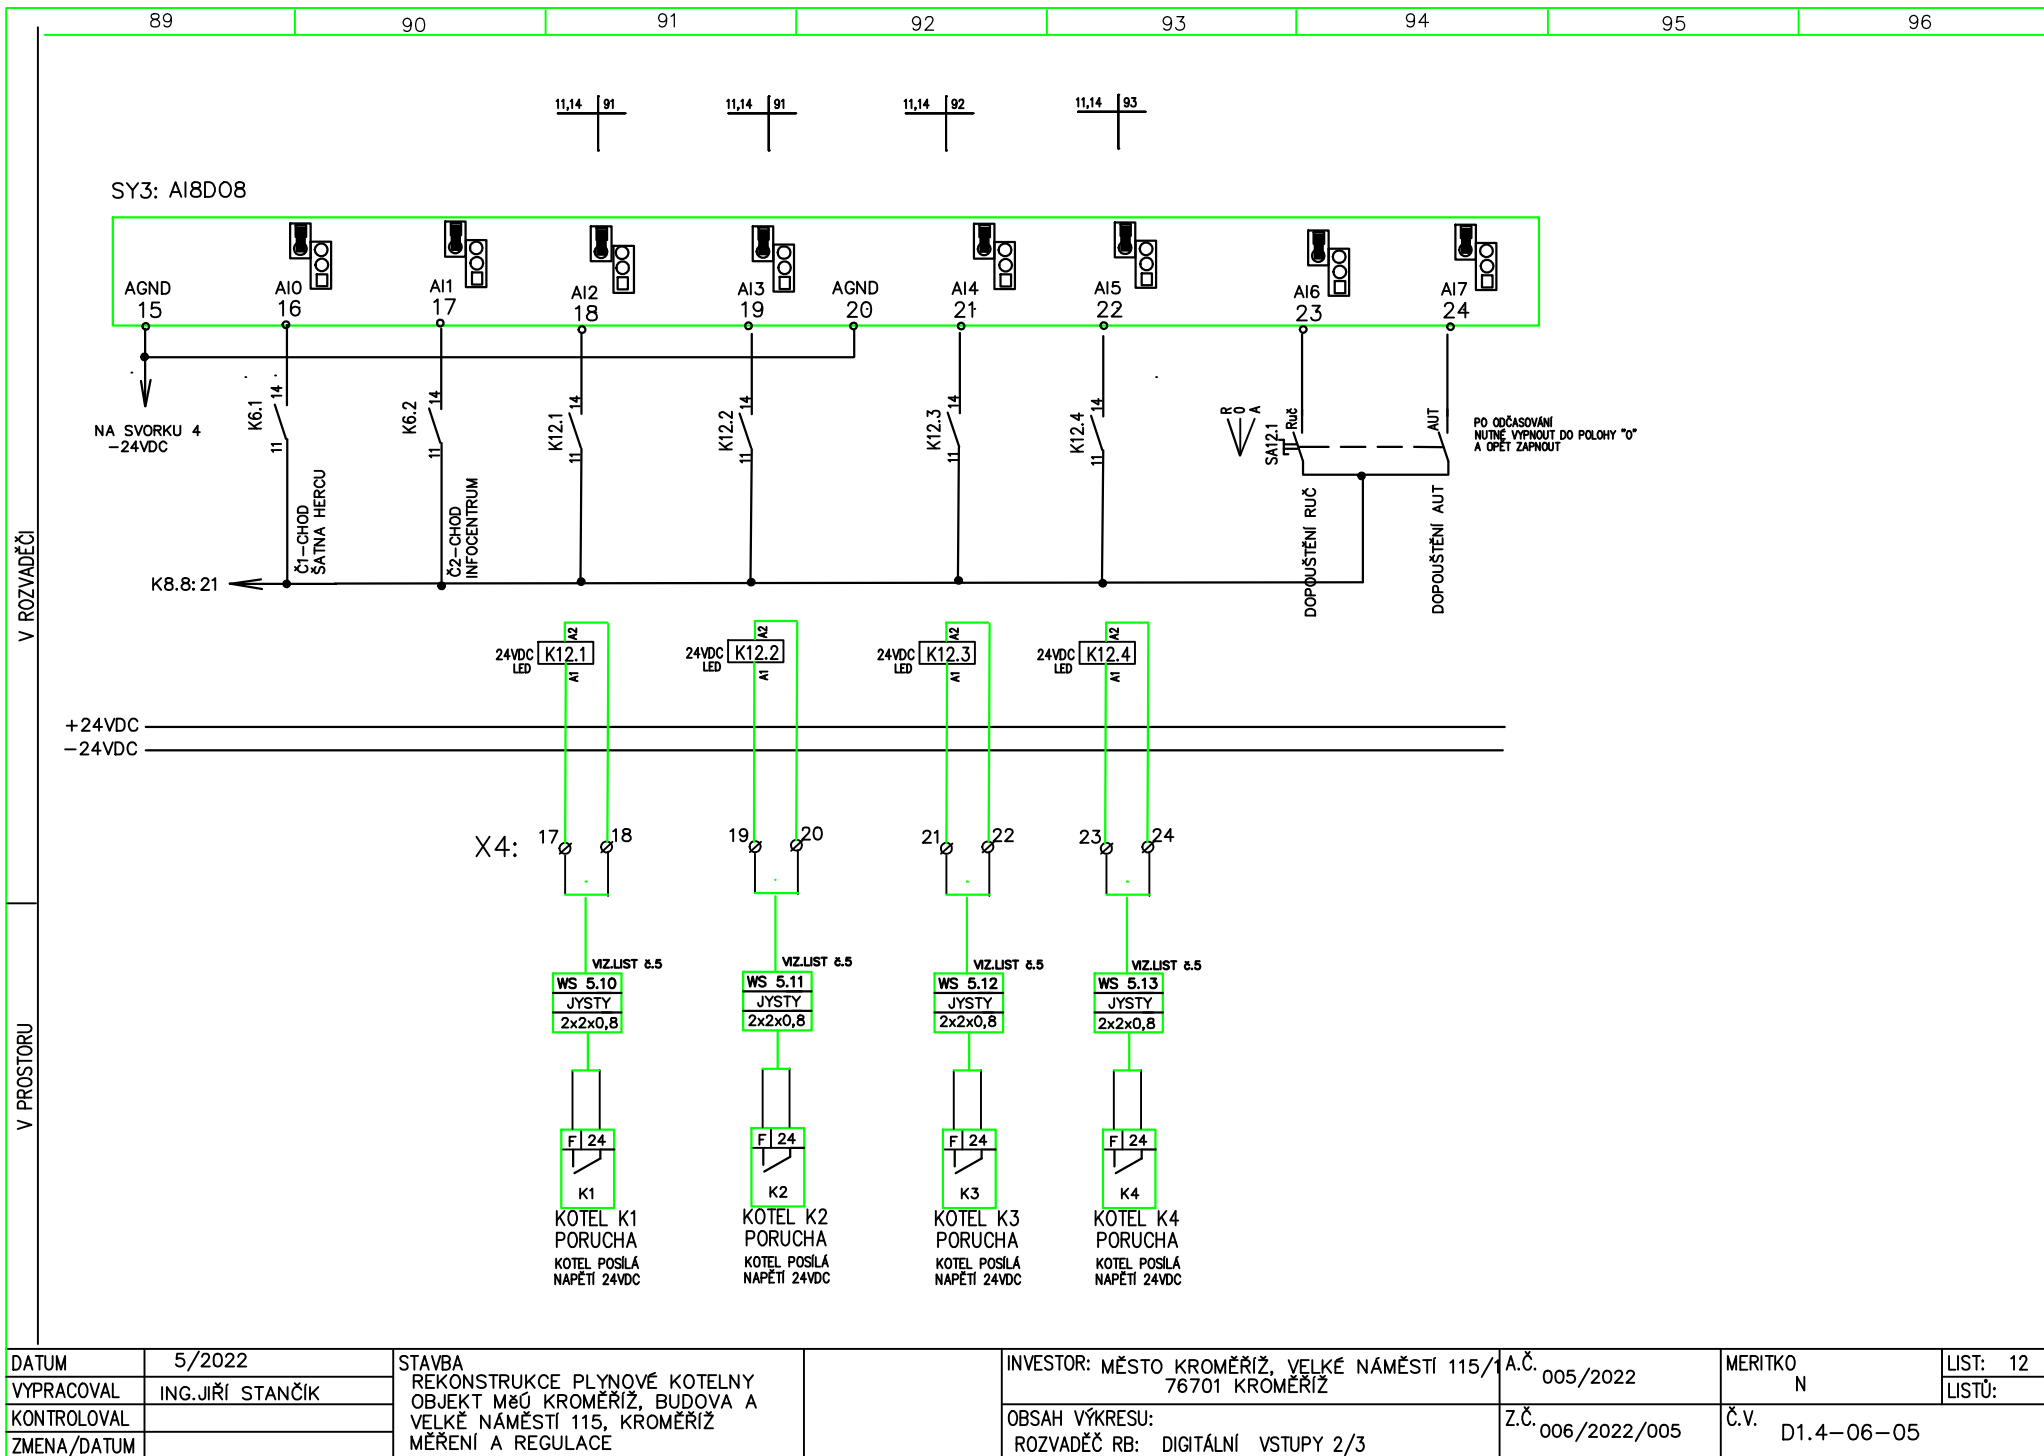 89 90 91 92 93 94 95 96
11,14 91 11,14 91 11,14 92 11,14 93
SY3: AI8DO8
AGND AI0 AI1 AI2 AI3 AGND AI4 AI5 AI6 AI7
15 16 17 18 19 20 21 22 23 24
NA SVORKU 4
-24VDC
K6.1 14 11
Č1-CHOD
ŠATNA HERCU
K6.2 14 11
Č2-CHOD
INFOCENTRUM
K12.1 14 11
K12.2 14 11
K12.3 14 11
K12.4 14 11
R 0 A
SA12.1 Ruč AUT
PO ODČASOVÁNÍ
NUTNÉ VYPNOUT DO POLOHY "0"
A OPĚT ZAPNOUT
DOPOUŠTĚNÍ RUČ
DOPOUŠTĚNÍ AUT
V ROZVADĚČI
K8.8:21
24VDC LED K12.1 A2 A1
24VDC LED K12.2 A2 A1
24VDC LED K12.3 A2 A1
24VDC LED K12.4 A2 A1
+24VDC
-24VDC
X4: 17 18 19 20 21 22 23 24
VIZ.LIST č.5 VIZ.LIST č.5 VIZ.LIST č.5 VIZ.LIST č.5
WS 5.10 WS 5.11 WS 5.12 WS 5.13
JYSTY JYSTY JYSTY JYSTY
2x2x0,8 2x2x0,8 2x2x0,8 2x2x0,8
V PROSTORU
F 24 F 24 F 24 F 24
K1 K2 K3 K4
KOTEL K1 KOTEL K2 KOTEL K3 KOTEL K4
PORUCHA PORUCHA PORUCHA PORUCHA
KOTEL POSÍLÁ KOTEL POSÍLÁ KOTEL POSÍLÁ KOTEL POSÍLÁ
NAPĚTÍ 24VDC NAPĚTÍ 24VDC NAPĚTÍ 24VDC NAPĚTÍ 24VDC
DATUM 5/2022
VYPRACOVAL ING.JIŘÍ STANČÍK
KONTROLOVAL
ZMENA/DATUM
STAVBA
REKONSTRUKCE PLYNOVÉ KOTELNY
OBJEKT MěÚ KROMĚŘÍŽ, BUDOVA A
VELKĚ NÁMĚSTÍ 115, KROMĚŘÍŽ
MĚŘENÍ A REGULACE
INVESTOR: MĚSTO KROMĚŘÍŽ, VELKÉ NÁMĚSTÍ 115/1
76701 KROMĚŘÍŽ
OBSAH VÝKRESU:
ROZVADĚČ RB: DIGITÁLNÍ VSTUPY 2/3
A.Č. 005/2022
Z.Č. 006/2022/005
MERITKO
N
Č.V. D1.4-06-05
LIST: 12
LISTŮ: